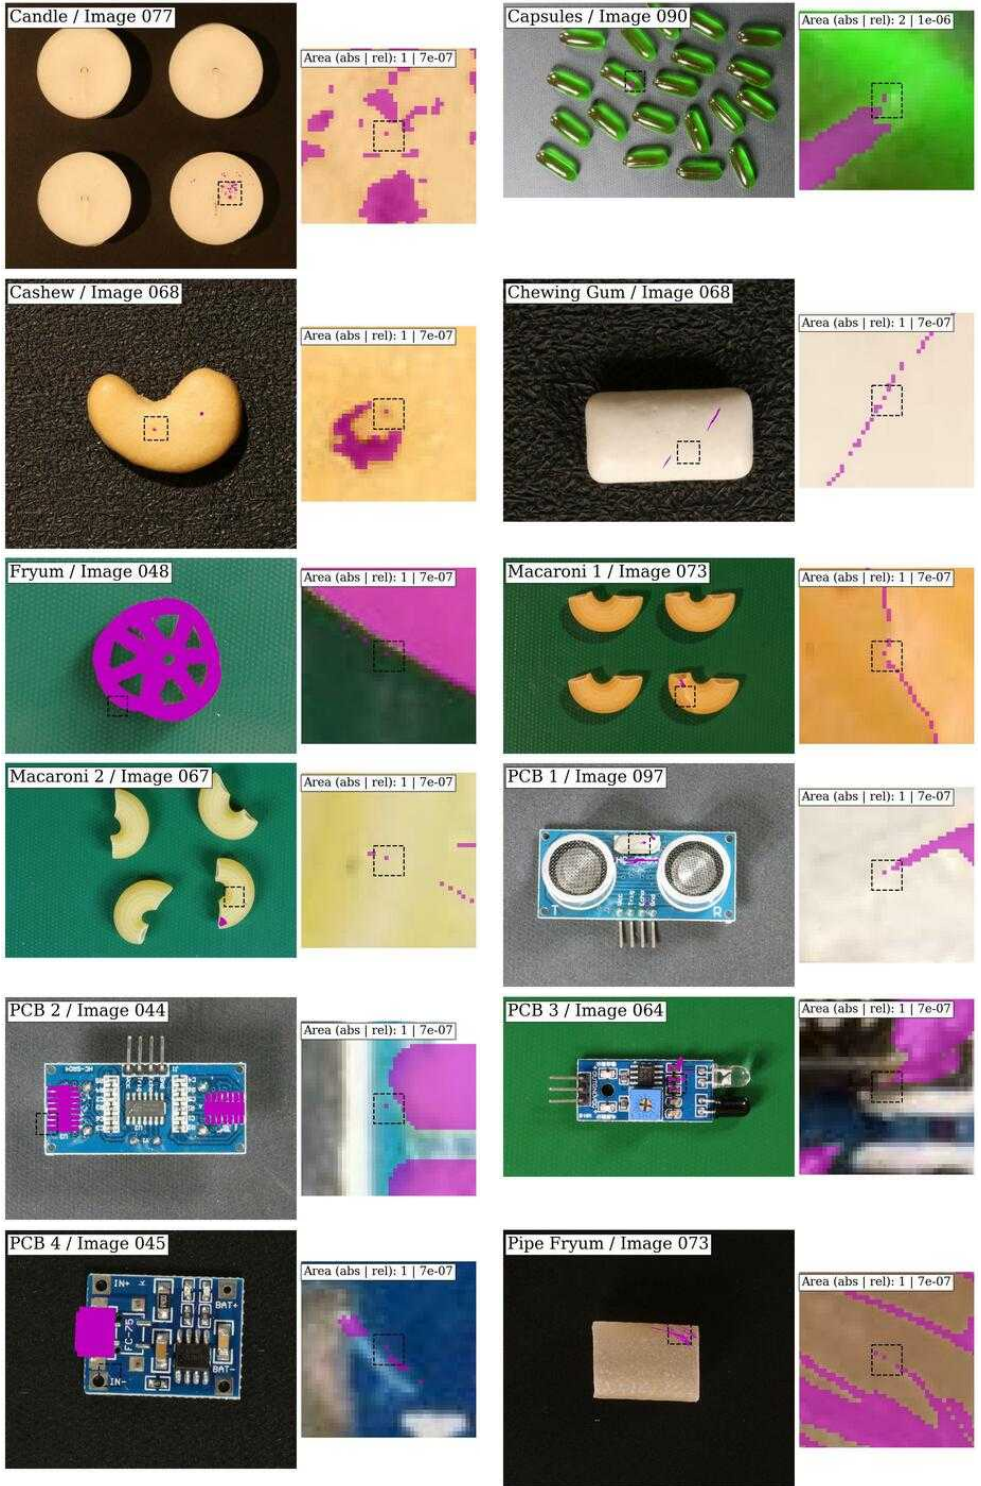 Candle / Image 077
Area (abs | rel): 1 | 7e-07
Capsules / Image 090
Area (abs | rel): 2 | 1e-06
Cashew / Image 068
Area (abs | rel): 1 | 7e-07
Chewing Gum / Image 068
Area (abs | rel): 1 | 7e-07
Fryum / Image 048
Area (abs | rel): 1 | 7e-07
Macaroni 1 / Image 073
Area (abs | rel): 1 | 7e-07
Macaroni 2 / Image 067
Area (abs | rel): 1 | 7e-07
PCB 1 / Image 097
Area (abs | rel): 1 | 7e-07
T
R
PCB 2 / Image 044
Area (abs | rel): 1 | 7e-07
PCB 3 / Image 064
Area (abs | rel): 1 | 7e-07
PCB 4 / Image 045
Area (abs | rel): 1 | 7e-07
IN+
BAT+
FC-75
BAT-
IN-
Pipe Fryum / Image 073
Area (abs | rel): 1 | 7e-07